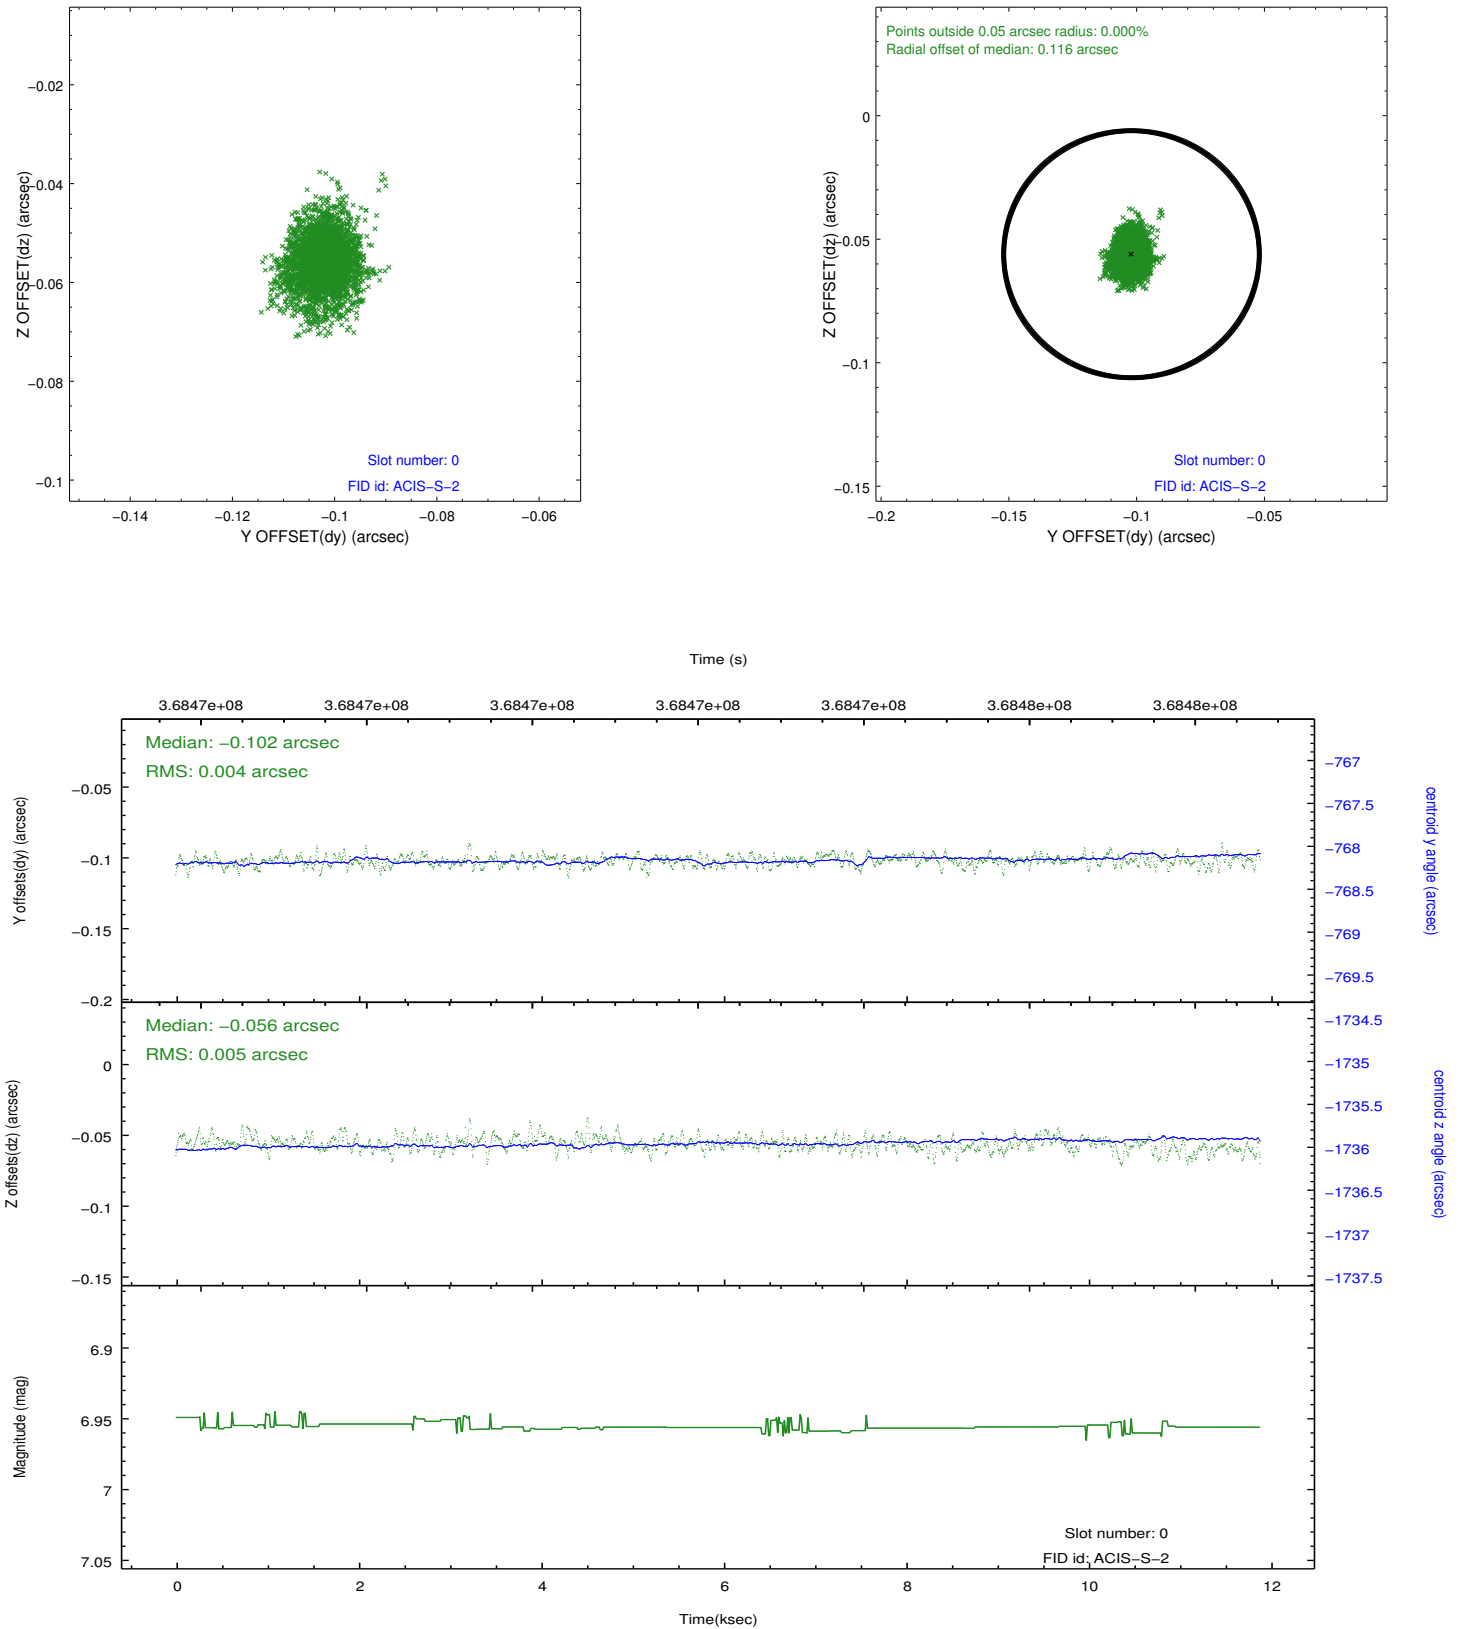 −0.02
−0.04
−0.06
−0.08
−0.1
Z OFFSET(dz) (arcsec)
Slot number: 0
FID id: ACIS−S−2
−0.14
−0.12
−0.1
−0.08
−0.06
Y OFFSET(dy) (arcsec)
Points outside 0.05 arcsec radius: 0.000%
Radial offset of median: 0.116 arcsec
0
−0.05
−0.1
−0.15
Z OFFSET(dz) (arcsec)
Slot number: 0
FID id: ACIS−S−2
−0.2
−0.15
−0.1
−0.05
Y OFFSET(dy) (arcsec)
Time (s)
3.6847e+08
3.6847e+08
3.6847e+08
3.6847e+08
3.6847e+08
3.6848e+08
3.6848e+08
Median: −0.102 arcsec
RMS: 0.004 arcsec
−0.05
−0.1
−0.15
−0.2
Y offsets(dy) (arcsec)
−767
−767.5
−768
−768.5
−769
−769.5
centroid y angle (arcsec)
Median: −0.056 arcsec
RMS: 0.005 arcsec
0
−0.05
−0.1
−0.15
Z offsets(dz) (arcsec)
−1734.5
−1735
−1735.5
−1736
−1736.5
−1737
−1737.5
centroid z angle (arcsec)
6.9
6.95
7
7.05
Magnitude (mag)
Slot number: 0
FID id: ACIS−S−2
0
2
4
6
8
10
12
Time(ksec)